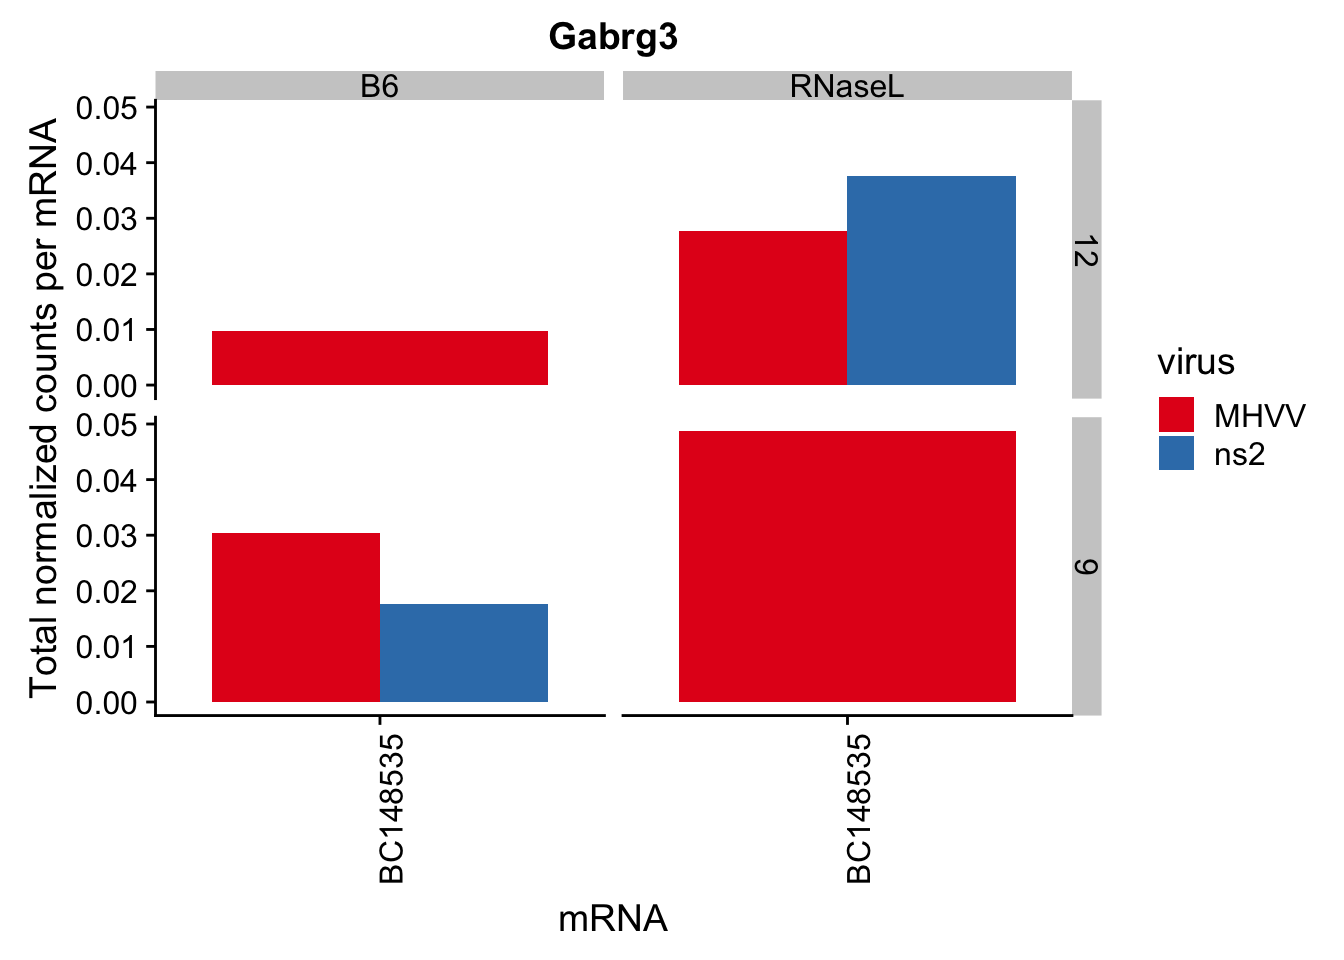 Gabrg3
B6
RNaseL
Total normalized counts per mRNA
0.05
0.04
0.03
0.02
0.01
0.00
12
0.05
0.04
0.03
0.02
0.01
0.00
9
BC148535
BC148535
mRNA
virus
MHVV
ns2